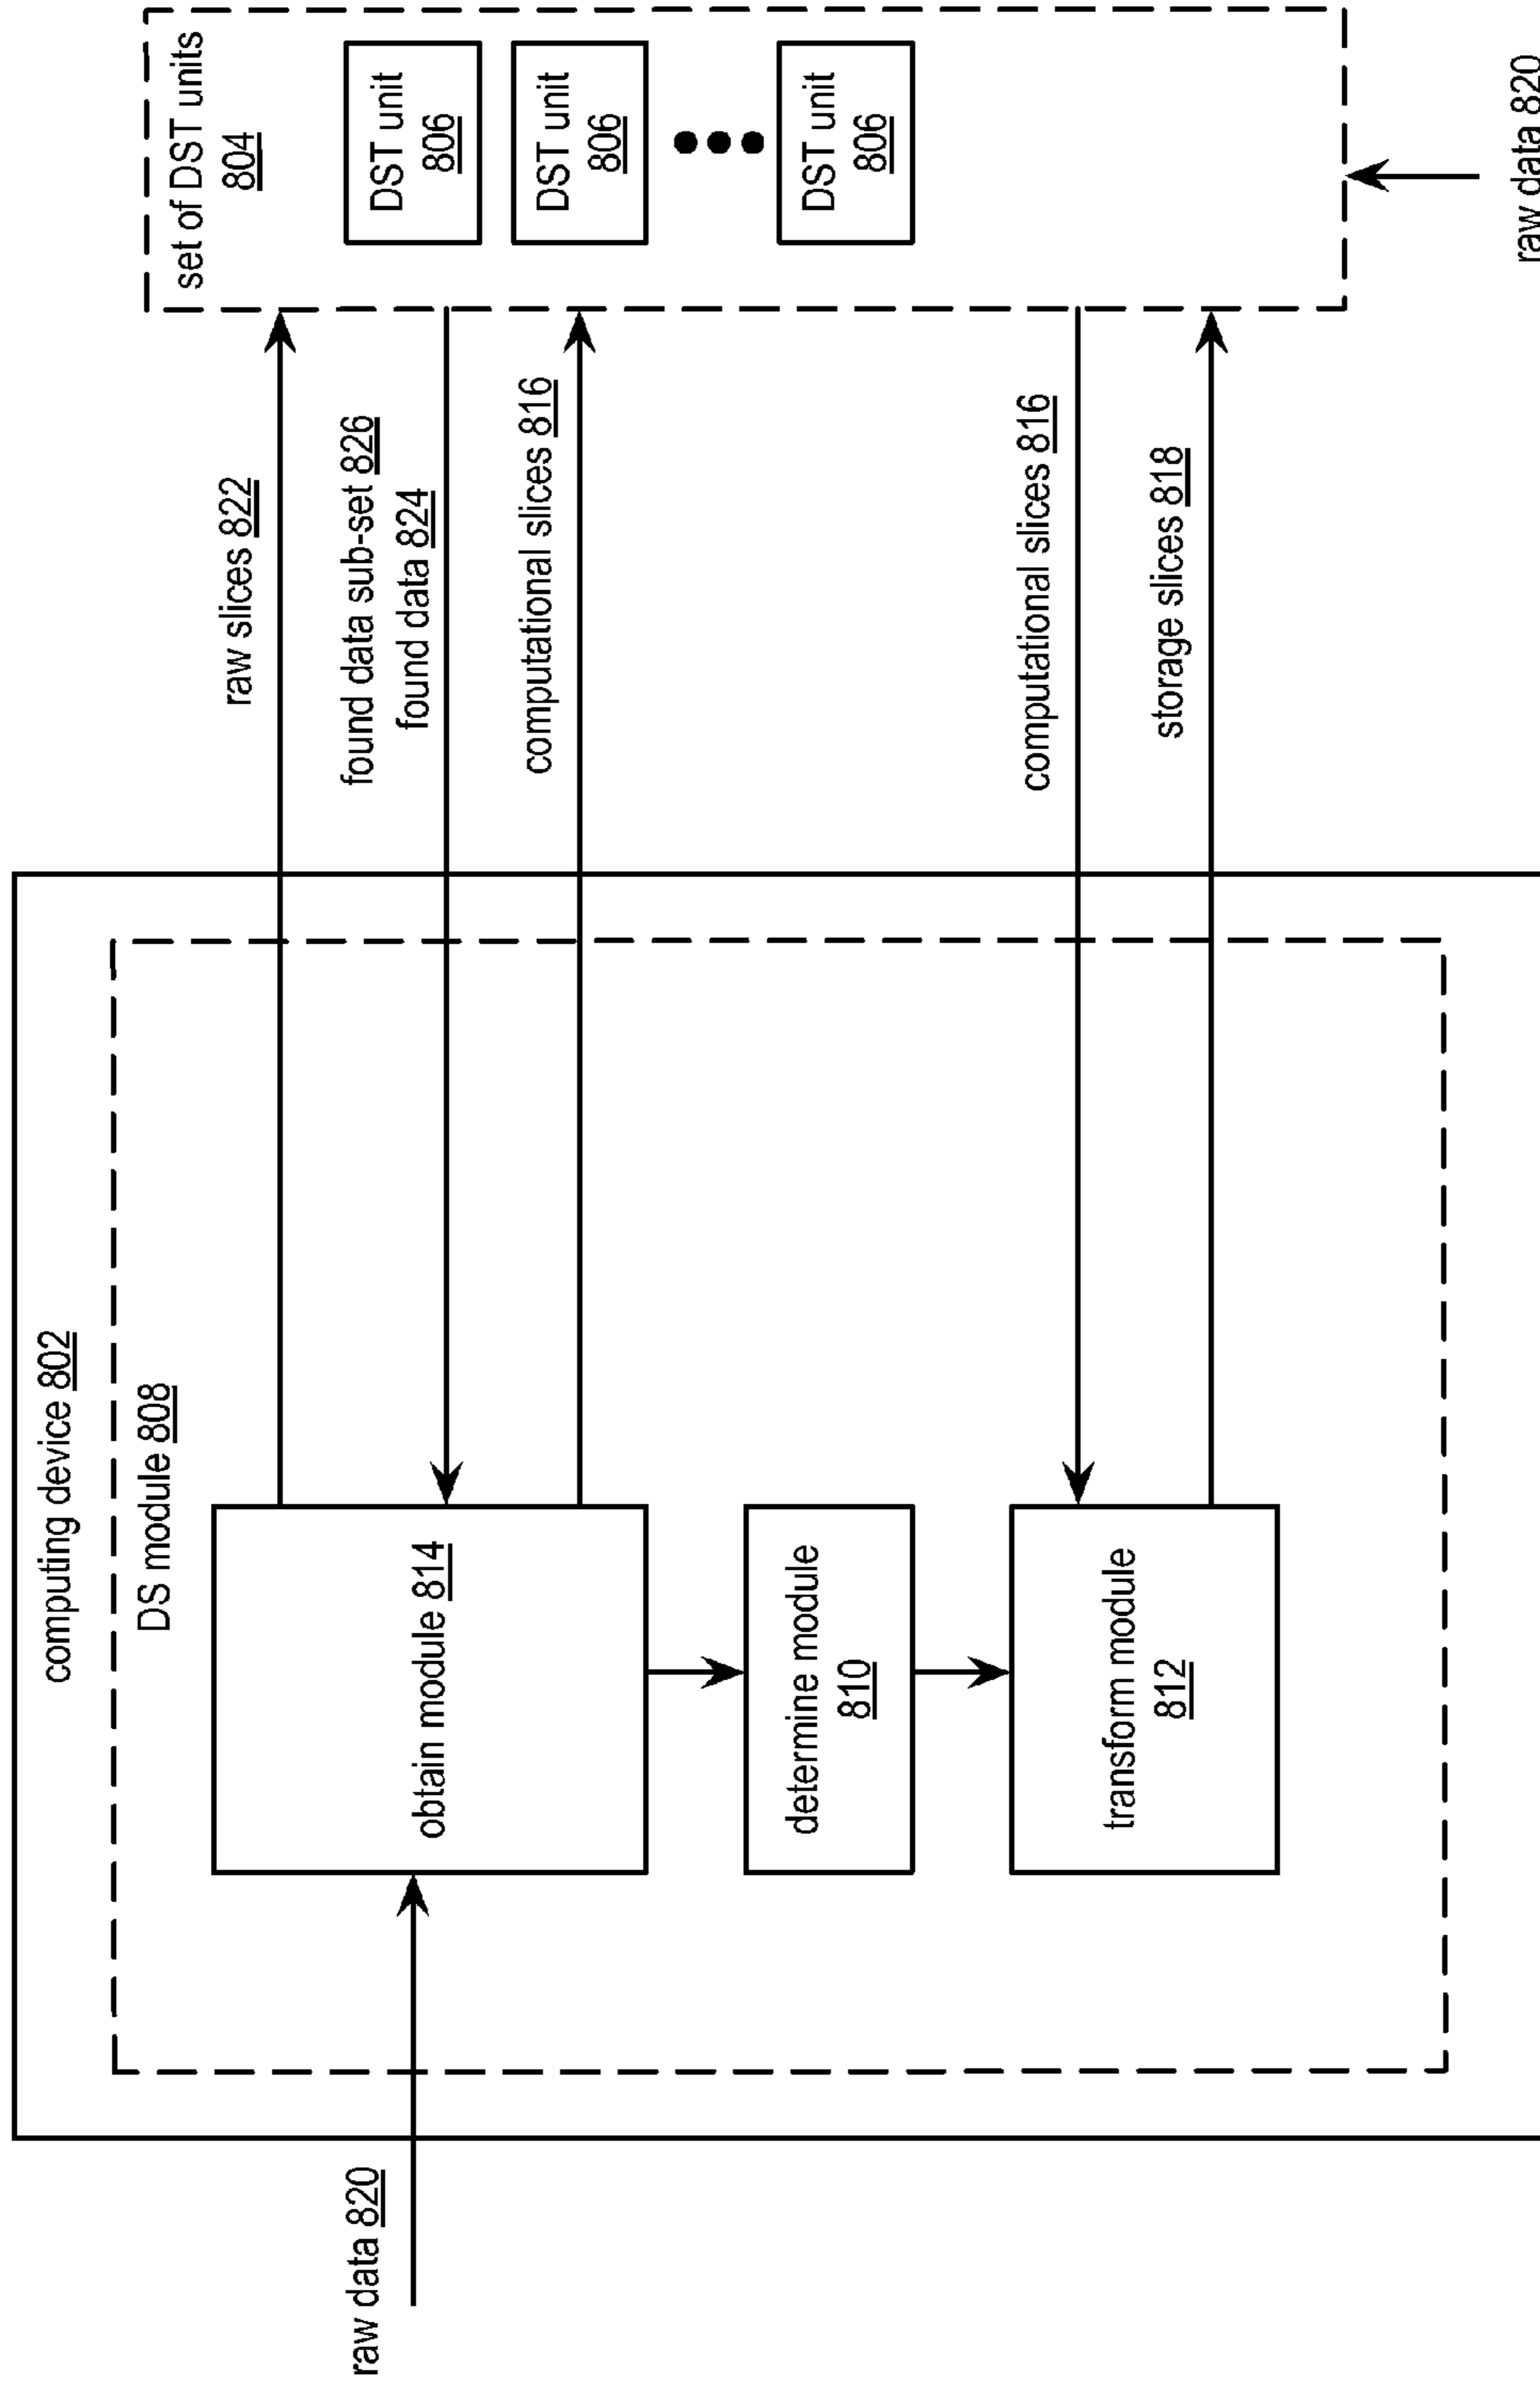 computing device 802
DS module 808
raw data 820
obtain module 814
determine module
810
transform module
812
raw slices 822
found data sub-set 826
found data 824
computational slices 816
computational slices 816
storage slices 818
set of DST units
804
DST unit
806
DST unit
806
DST unit
806
raw data 820